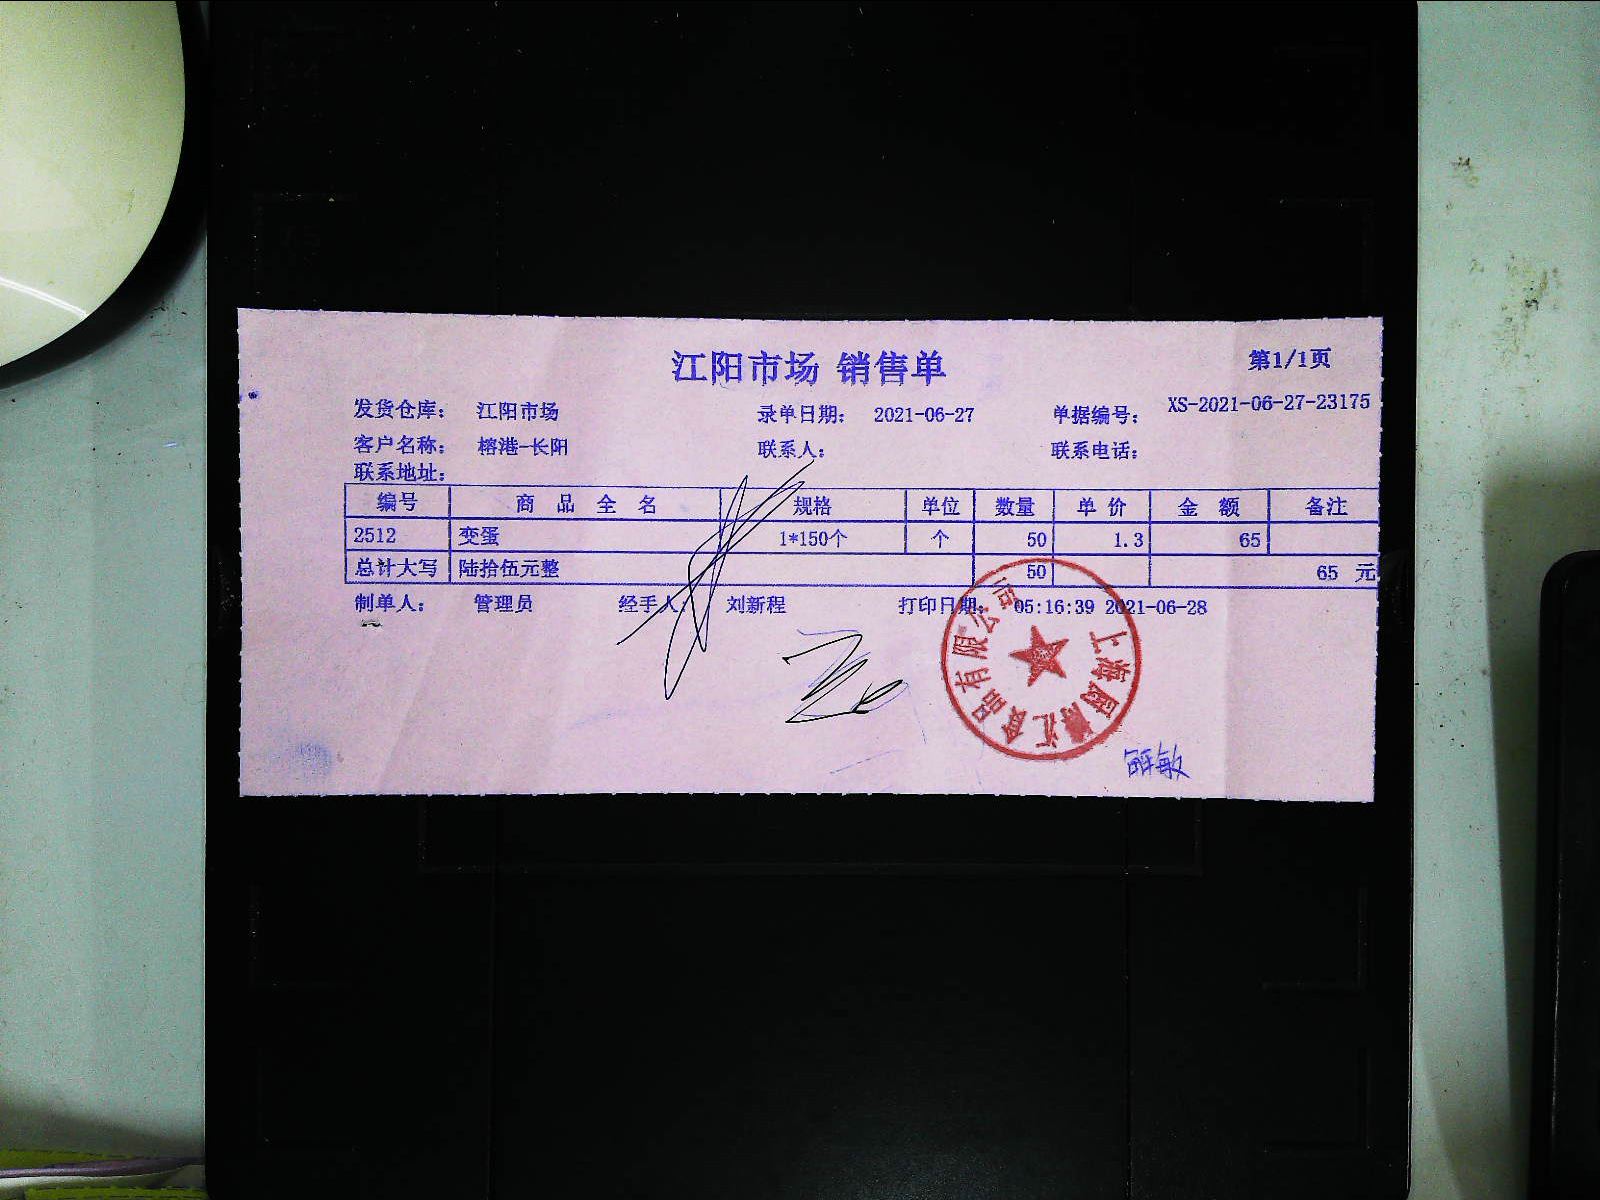 江阳市场 销售单
第1/1页
发货仓库: 江阳市场 录单日期: 2021-06-27 单据编号: XS-2021-06-27-23175
客户名称: 榕港-长阳 联系人: 联系电话:
联系地址:
编号 商品全名 规格 单位 数量 单价 金额 备注
2512 变蛋 1*150个 个 50 1.3 65
总计大写 陆拾伍元整 50 65 元
制单人: 管理员 经手人: 刘新程 打印日期: 05:16:39 2021-06-28